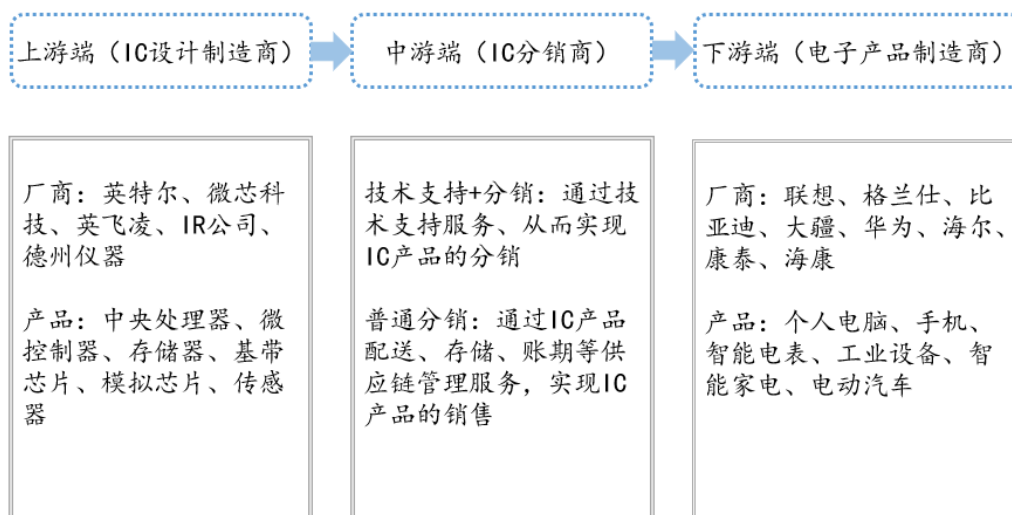 上游端（IC设计制造商）
中游端（IC分销商）
下游端（电子产品制造商）
厂商：英特尔、微芯科
技、英飞凌、IR公司、
德州仪器
产品：中央处理器、微
控制器、存储器、基带
芯片、模拟芯片、传感
器
技术支持+分销：通过技
术支持服务、从而实现
IC产品的分销
普通分销：通过IC产品
配送、存储、账期等供
应链管理服务，实现IC
产品的销售
厂商：联想、格兰仕、比
亚迪、大疆、华为、海尔、
康泰、海康
产品：个人电脑、手机、
智能电表、工业设备、智
能家电、电动汽车